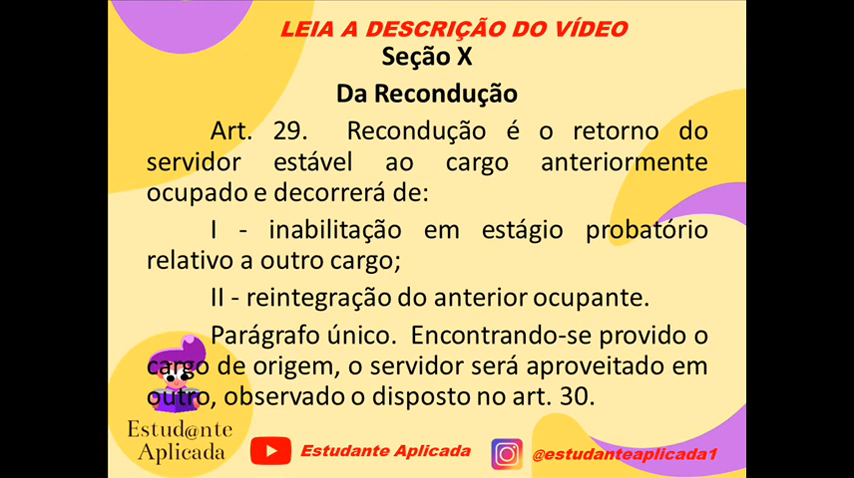 LEIA A DESCRIÇÃO DO VÍDEO
Seção X
Da Recondução
Art. 29. Recondução é o retorno do
servidor estável ao cargo anteriormente
ocupado e decorrerá de:
I - inabilitação em estágio probatório
relativo a outro cargo;
II - reintegração do anterior ocupante.
Parágrafo único. Encontrando-se provido o
cargo de origem, o servidor será aproveitado em
outro, observado o disposto no art. 30.
Estud@nte
Aplicada
Estudante Aplicada
@estudanteaplicada1